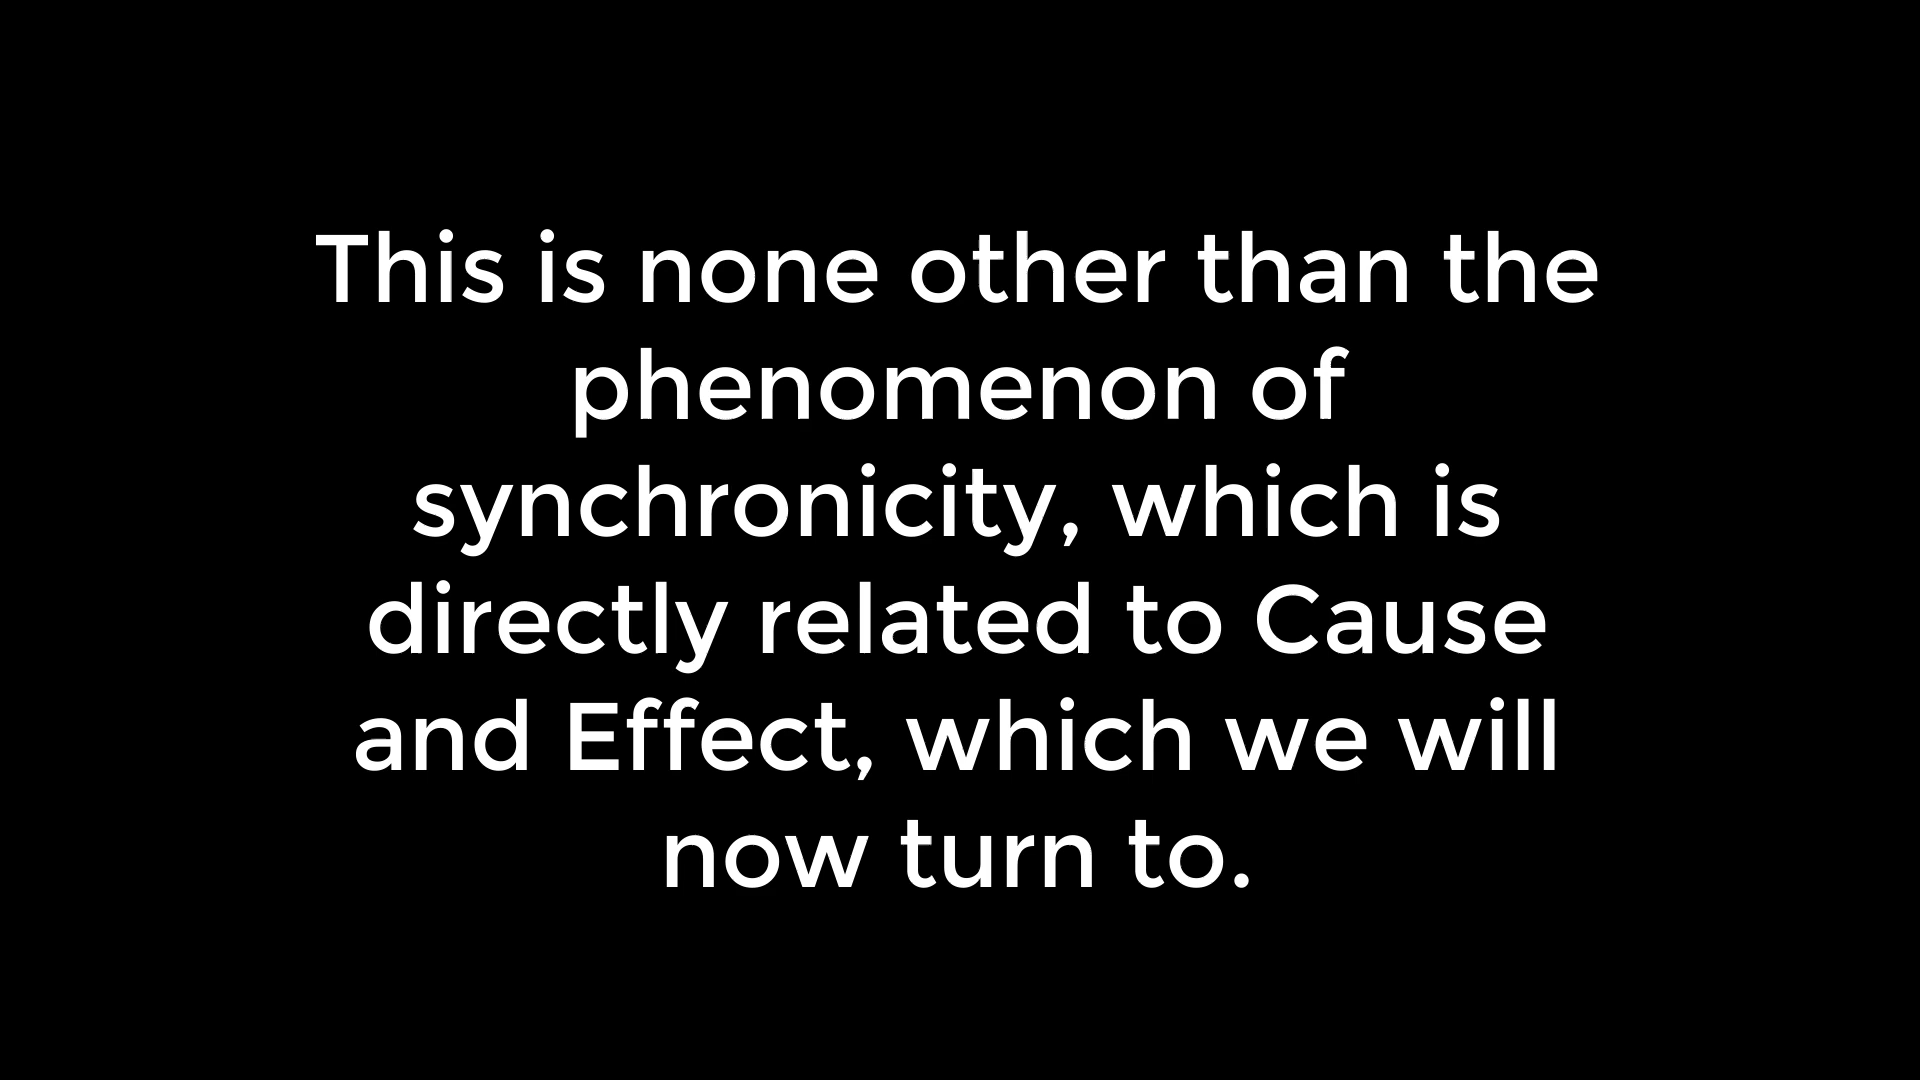 This is none other than the
phenomenon of
synchronicity, which is
directly related to Cause
and Effect, which we will
now turn to.